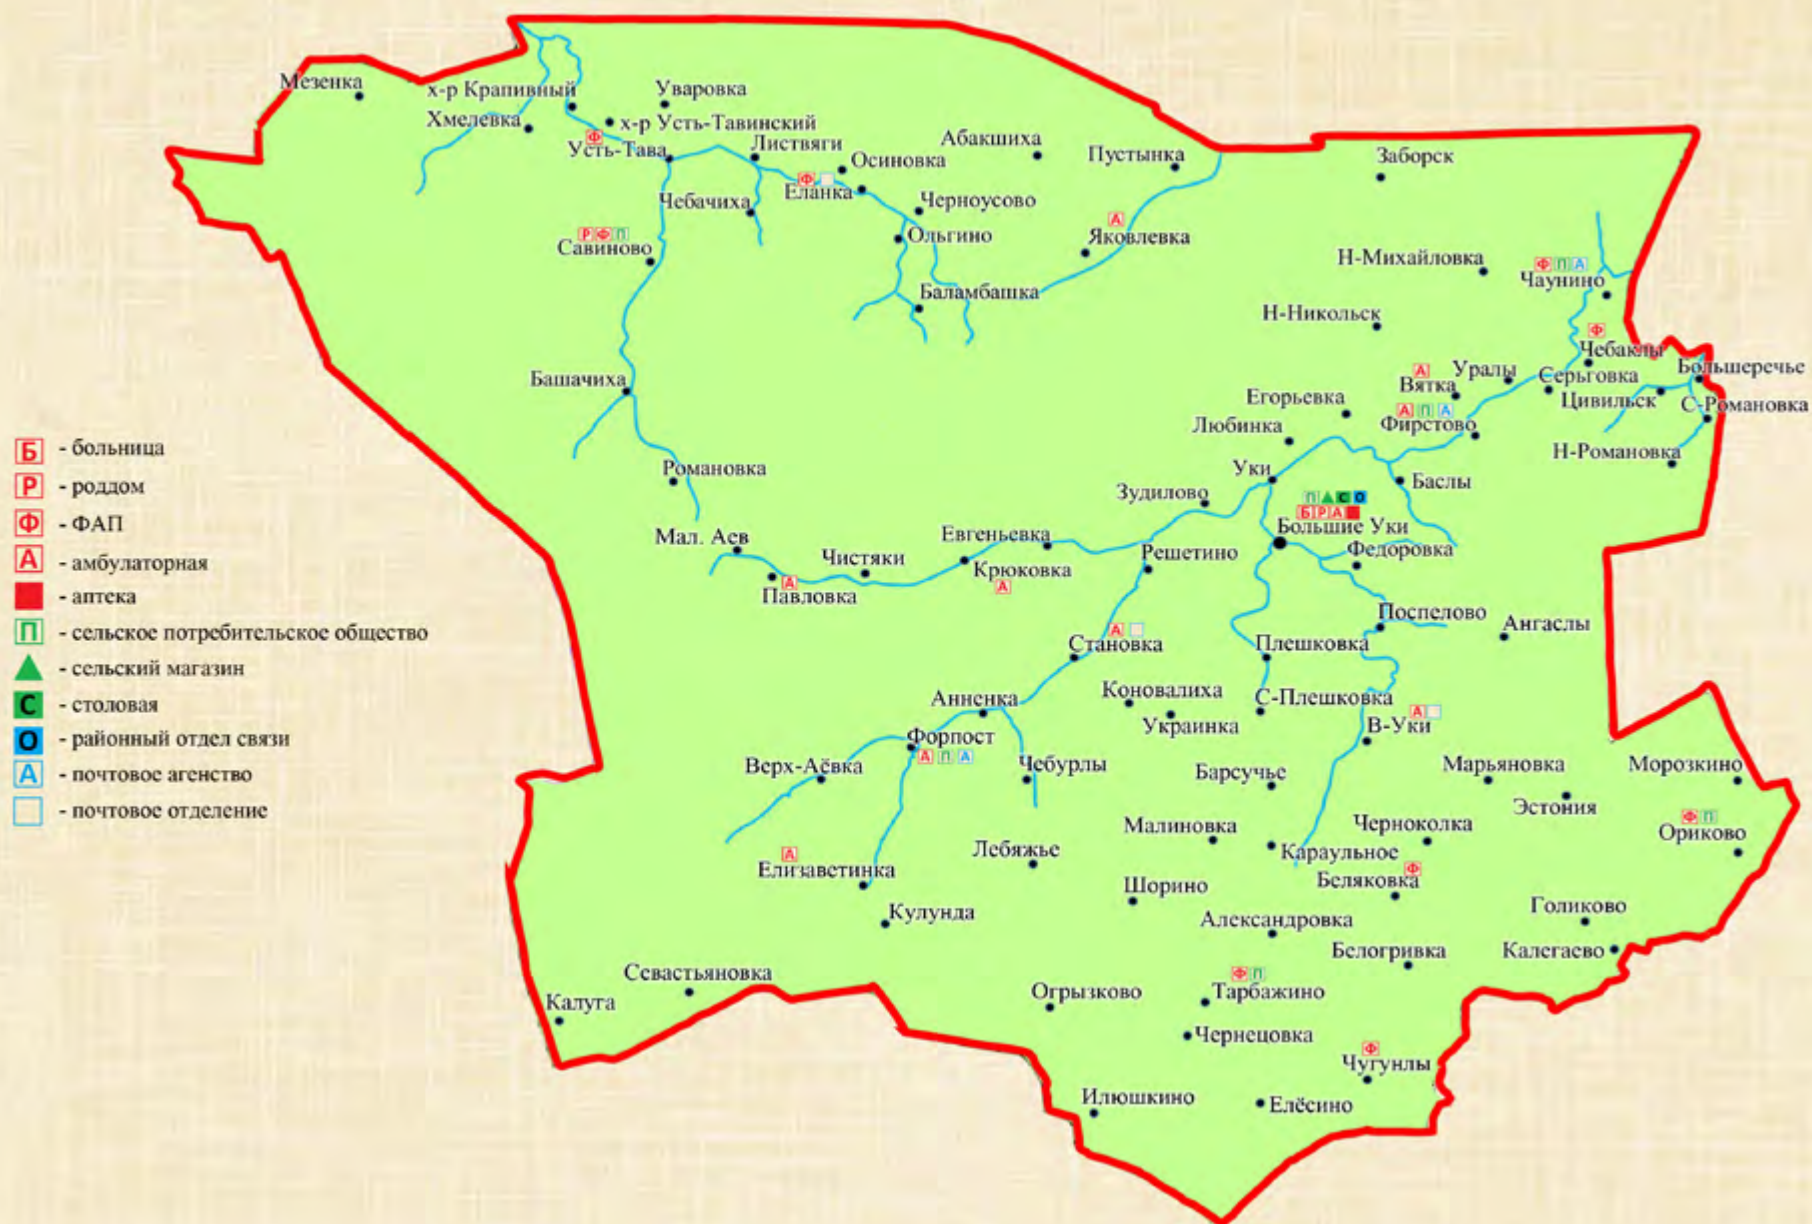 Мезенка
х-р Крапивный
Уваровка
Хмелевка
х-р Усть-Тавинский
Ф
Усть-Тава
Листвяги
Осиновка
Абакшиха
Пустынка
Заборск
Ф
Еланка
Чебачиха
Черноусово
А
Р Ф П
Савиново
Ольгино
Яковлевка
Н-Михайловка
Ф П А
Чаунино
Баламбашка
Н-Никольск
Ф
Чебаклы
Башачиха
А
Вятка
Уралы
Серьговка
Большеречье
Егорьевка
Цивильск
С-Романовка
А П А
Фирстово
Любинка
Н-Романовка
Романовка
Уки
Баслы
Зудилово
П С О
Б Р А
Большие Уки
Мал. Аев
Евгеньевка
Решетино
Федоровка
Чистяки
Крюковка
А
Павловка
А
Поспелово
Ангаслы
А
Становка
Плешковка
Коновалиха
С-Плешковка
Анненка
Украинка
А
В-Уки
Форпост
А П А
Верх-Аёвка
Чебурлы
Барсучье
Марьяновка
Морозкино
Эстония
Ф П
Ориково
Малиновка
Черноколка
Лебяжье
Караульное
А
Елизаветинка
Ф
Беляковка
Шорино
Кулунда
Александровка
Голиково
Белогривка
Калегаево
Севастьяновка
Ф П
Тарбажино
Огрызково
Калуга
Чернецовка
Ф
Чугунлы
Илюшкино
Елёсино
Б - больница
Р - роддом
Ф - ФАП
А - амбулаторная
- аптека
П - сельское потребительское общество
- сельский магазин
С - столовая
О - районный отдел связи
А - почтовое агенство
- почтовое отделение